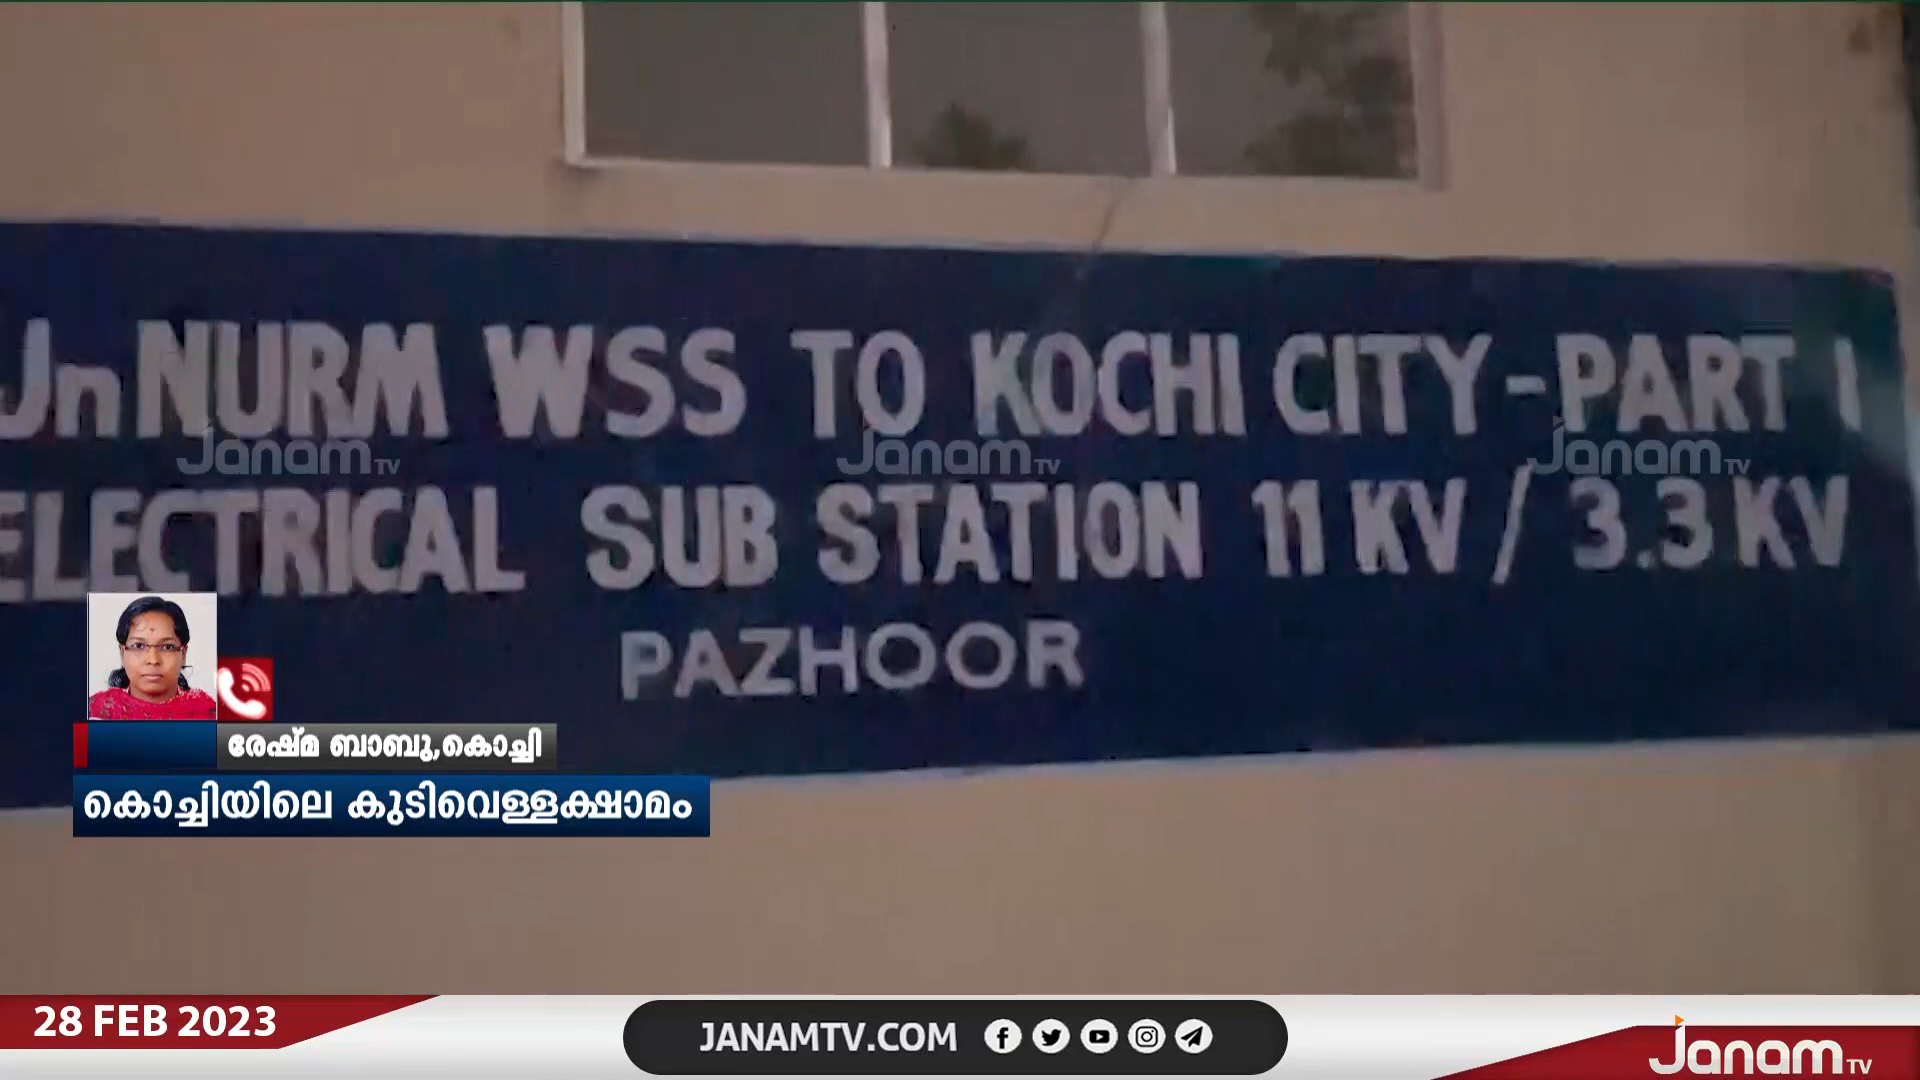 JnNURM WSS TO KOCHI CITY - PART I
ELECTRICAL SUB STATION 11 KV / 3.3 KV
PAZHOOR
Janam TV Janam TV Janam TV
രേഷ്മ ബാബു,കൊച്ചി
കൊച്ചിയിലെ കുടിവെള്ളക്ഷാമം
28 FEB 2023
JANAMTV.COM
Janam TV